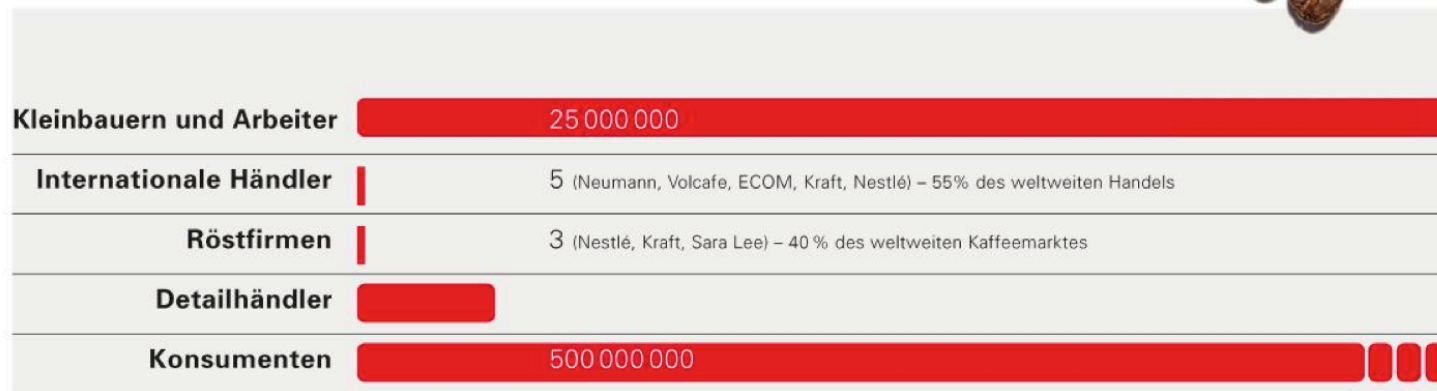 Kleinbauern und Arbeiter 25 000 000
Internationale Händler 5 (Neumann, Volcafe, ECOM, Kraft, Nestlé) – 55% des weltweiten Handels
Röstfirmen 3 (Nestlé, Kraft, Sara Lee) – 40 % des weltweiten Kaffeemarktes
Detailhändler
Konsumenten 500 000 000